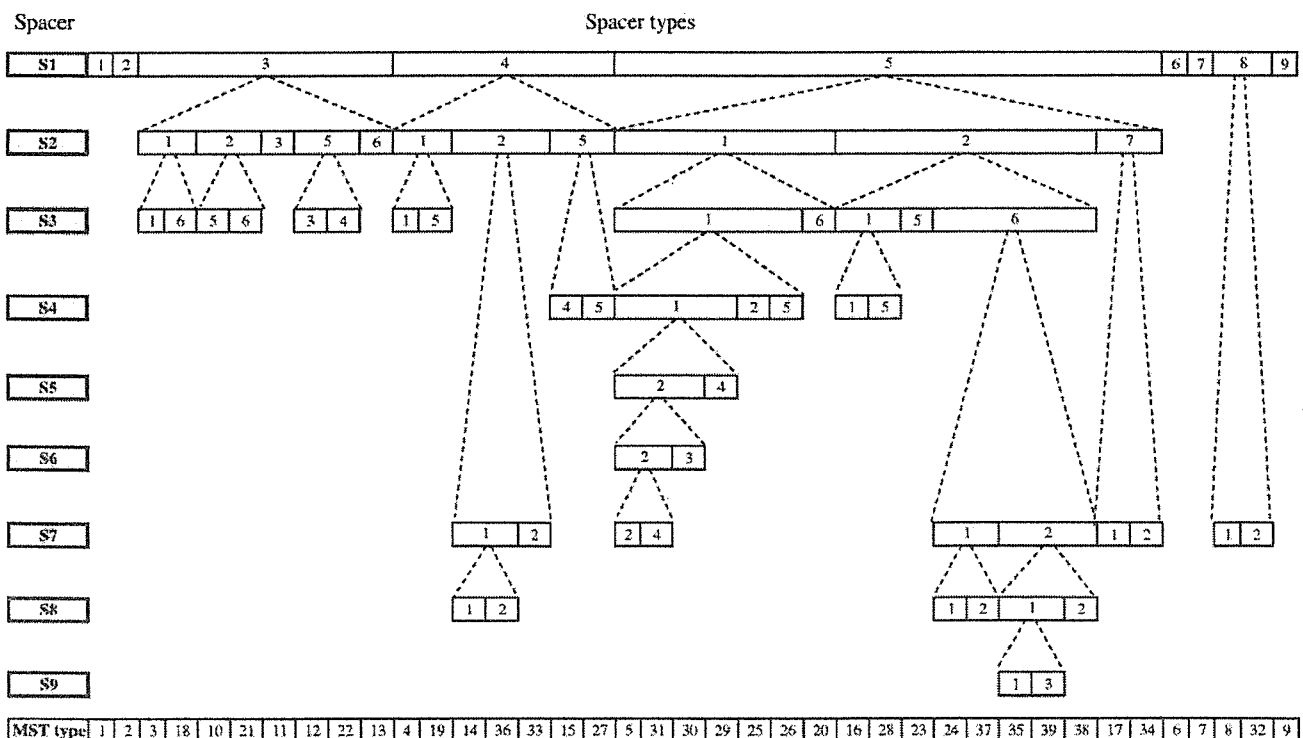 Spacer Spacer types
S1 1 2 3 4 5 6 7 8 9
S2 1 2 3 5 6 1 2 5 1 2 7
S3 1 6 5 6 3 4 1 5 1 6 1 5 6
S4 4 5 1 2 5 1 5
S5 2 4
S6 2 3
S7 1 2 2 4 1 2 1 2 1 2
S8 1 2 1 2 1 2
S9 1 3
MST type 1 2 3 18 10 21 11 12 22 13 4 19 14 36 33 15 27 5 31 30 29 25 26 20 16 28 23 24 37 35 39 38 17 34 6 7 8 32 9